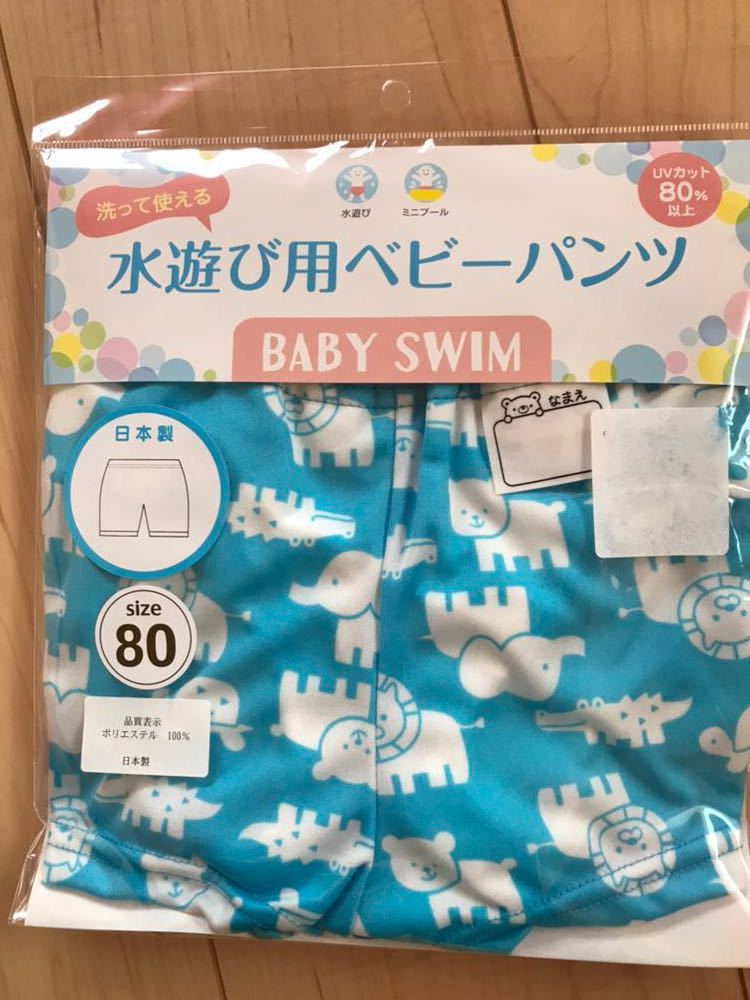 洗って使える
水遊び
ミニプール
UVカット
80%
以上
水遊び用ベビーパンツ
BABY SWIM
日本製
なまえ
size
80
品質表示
ポリエステル 100%
日本製